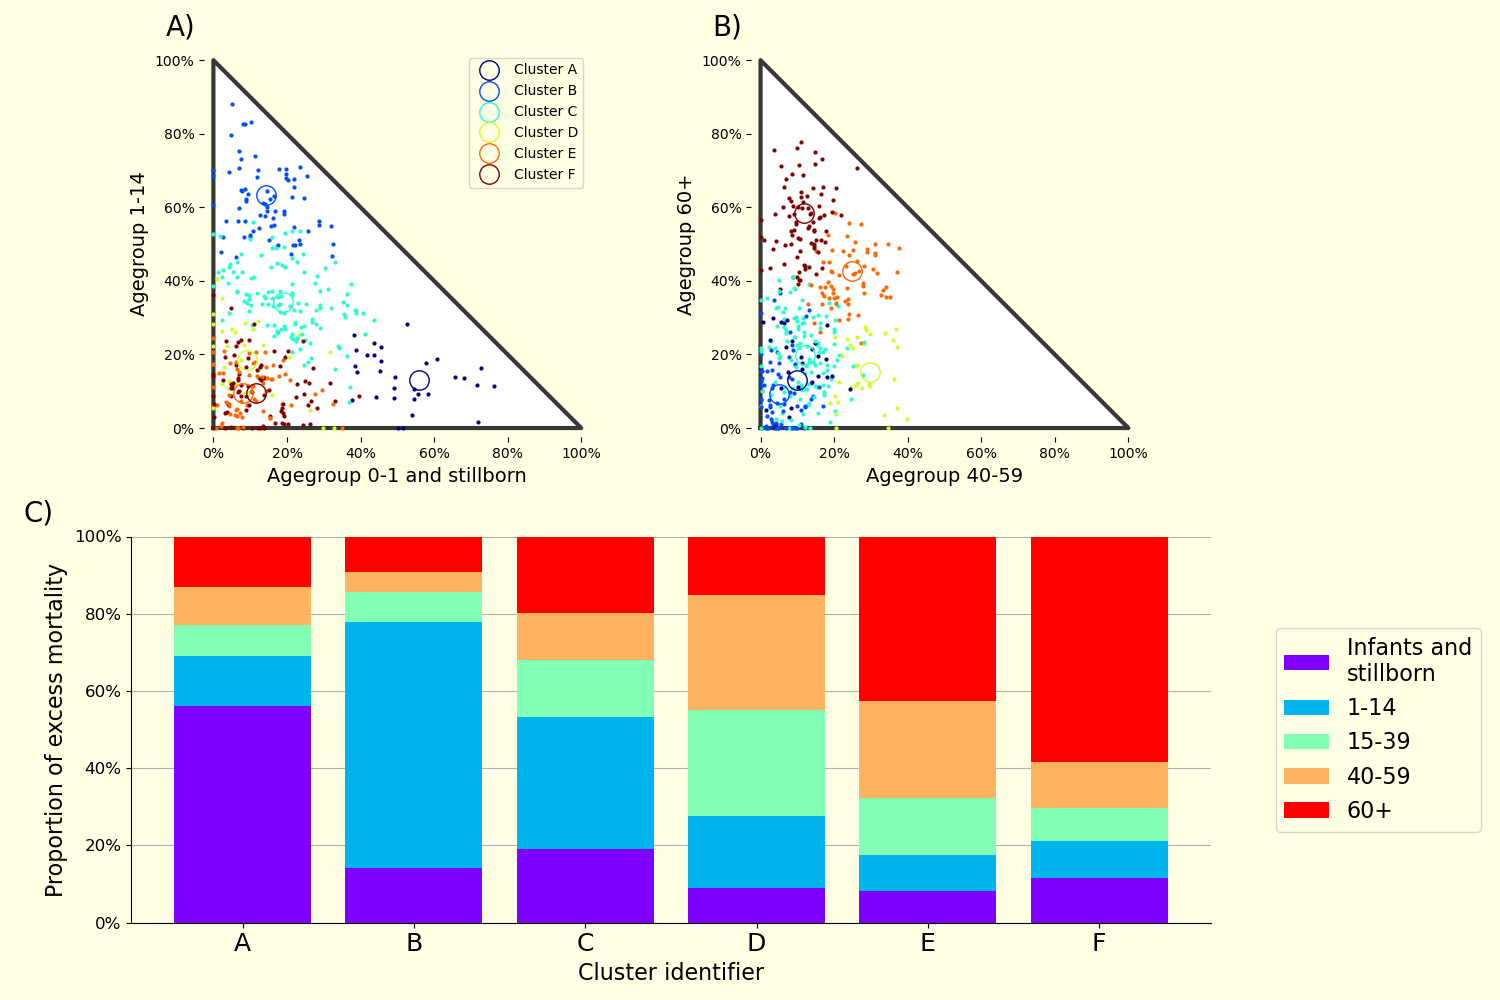 A)
100%
80%
60%
40%
20%
0%
Agegroup 1-14
0%
20%
40%
60%
80%
100%
Agegroup 0-1 and stillborn
Cluster A
Cluster B
Cluster C
Cluster D
Cluster E
Cluster F
B)
100%
80%
60%
40%
20%
0%
Agegroup 60+
0%
20%
40%
60%
80%
100%
Agegroup 40-59
C)
100%
80%
60%
40%
20%
0%
Proportion of excess mortality
A
B
C
D
E
F
Cluster identifier
Infants and
stillborn
1-14
15-39
40-59
60+